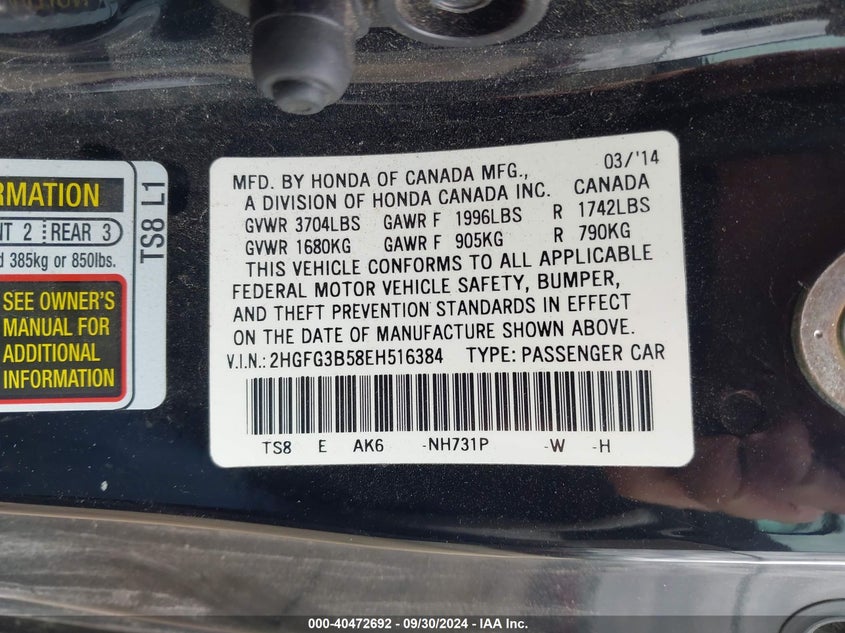 MFD. BY HONDA OF CANADA MFG., 03/'14
A DIVISION OF HONDA CANADA INC. CANADA
GVWR 3704LBS GAWR F 1996LBS R 1742LBS
GVWR 1680KG GAWR F 905KG R 790KG
THIS VEHICLE CONFORMS TO ALL APPLICABLE
FEDERAL MOTOR VEHICLE SAFETY, BUMPER,
AND THEFT PREVENTION STANDARDS IN EFFECT
ON THE DATE OF MANUFACTURE SHOWN ABOVE.
V.I.N.: 2HGFG3B58EH516384 TYPE: PASSENGER CAR
TS8 E AK6 -NH731P -W -H
RMATION
NT 2 REAR 3
d 385kg or 850lbs.
SEE OWNER'S
MANUAL FOR
ADDITIONAL
INFORMATION
TS8 L1
000-40472692 - 09/30/2024 - IAA Inc.